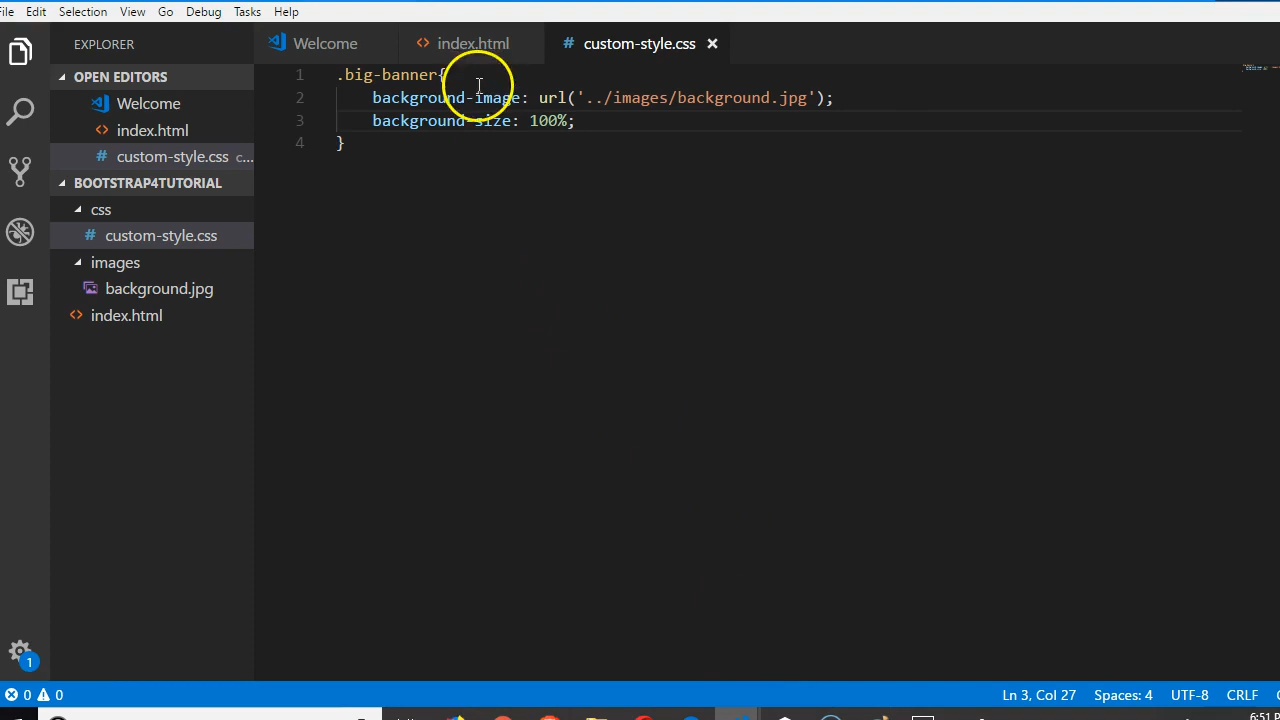 File Edit Selection View Go Debug Tasks Help
EXPLORER
OPEN EDITORS
Welcome
index.html
custom-style.css c...
BOOTSTRAP4TUTORIAL
css
custom-style.css
images
background.jpg
index.html
Welcome index.html custom-style.css
1 .big-banner{
2 background-image: url('../images/background.jpg');
3 background-size: 100%;
4 }
1
0 0 Ln 3, Col 27 Spaces: 4 UTF-8 CRLF
6:51